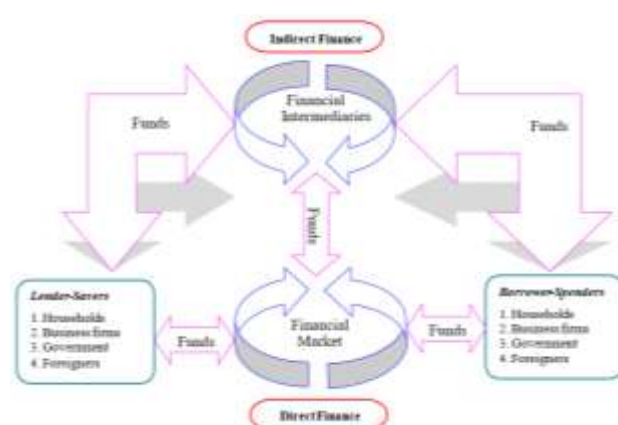 Indirect Finance
Financial
Intermediaries
Funds
Funds
Funds
Lender-Savers
1. Households
2. Business firms
3. Government
4. Foreigners
Funds
Financial
Market
Funds
Borrower-Spenders
1. Households
2. Business firms
3. Government
4. Foreigners
Direct Finance